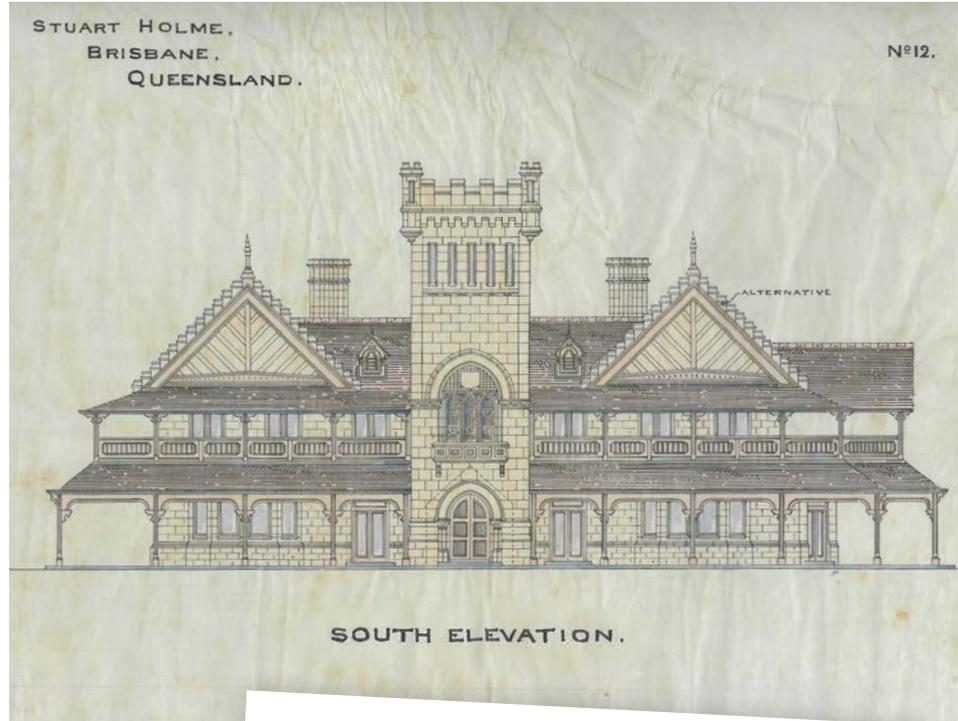 STUART HOLME,
BRISBANE,
QUEENSLAND.
Nº12.
ALTERNATIVE
SOUTH ELEVATION.